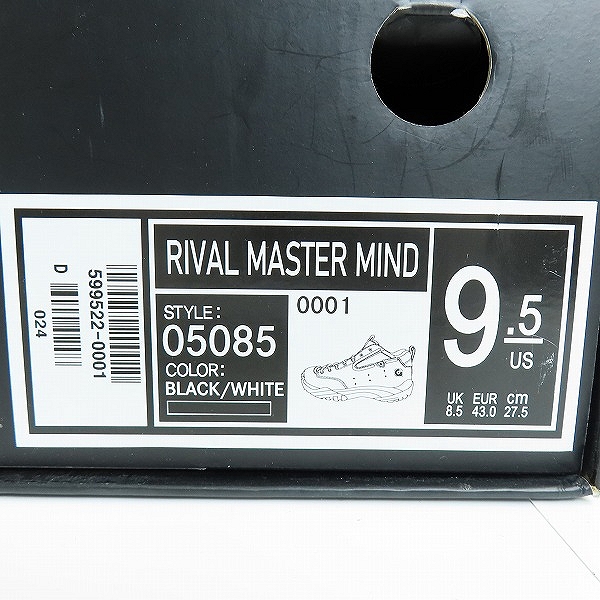 D
599522-0001
024
RIVAL MASTER MIND
STYLE:
05085
COLOR:
BLACK/WHITE
0001
G
9.5
US
UK EUR cm
8.5 43.0 27.5